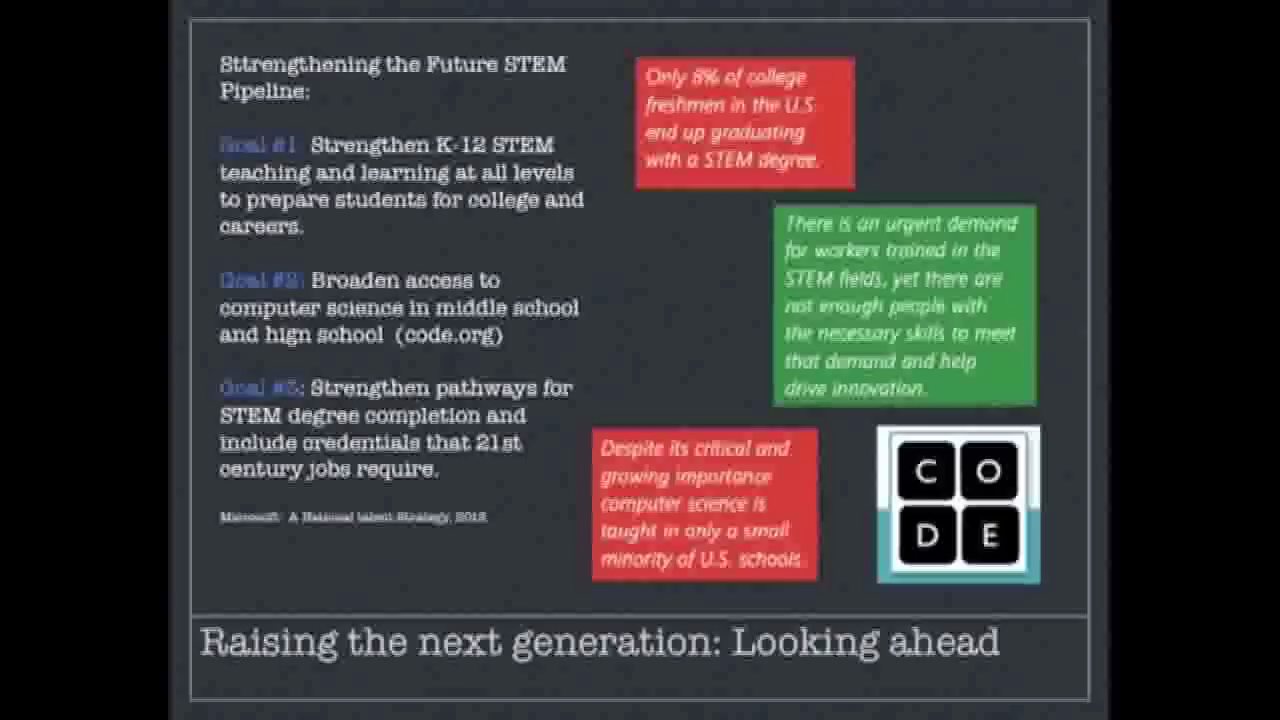 Sttrengthening the Future STEM
Pipeline:
Goal #1 Strengthen K-12 STEM
teaching and learning at all levels
to prepare students for college and
careers.
Goal #2: Broaden access to
computer science in middle school
and hign school (code.org)
Goal #3: Strengthen pathways for
STEM degree completion and
include credentials that 21st
century jobs require.
Microsoft: A National talent Strategy, 2012
Only 8% of college
freshmen in the U.S
end up graduating
with a STEM degree.
There is an urgent demand
for workers trained in the
STEM fields, yet there are
not enough people with
the necessary skills to meet
that demand and help
drive innovation.
Despite its critical and
growing importance
computer science is
taught in only a small
minority of U.S. schools.
C O
D E
Raising the next generation: Looking ahead